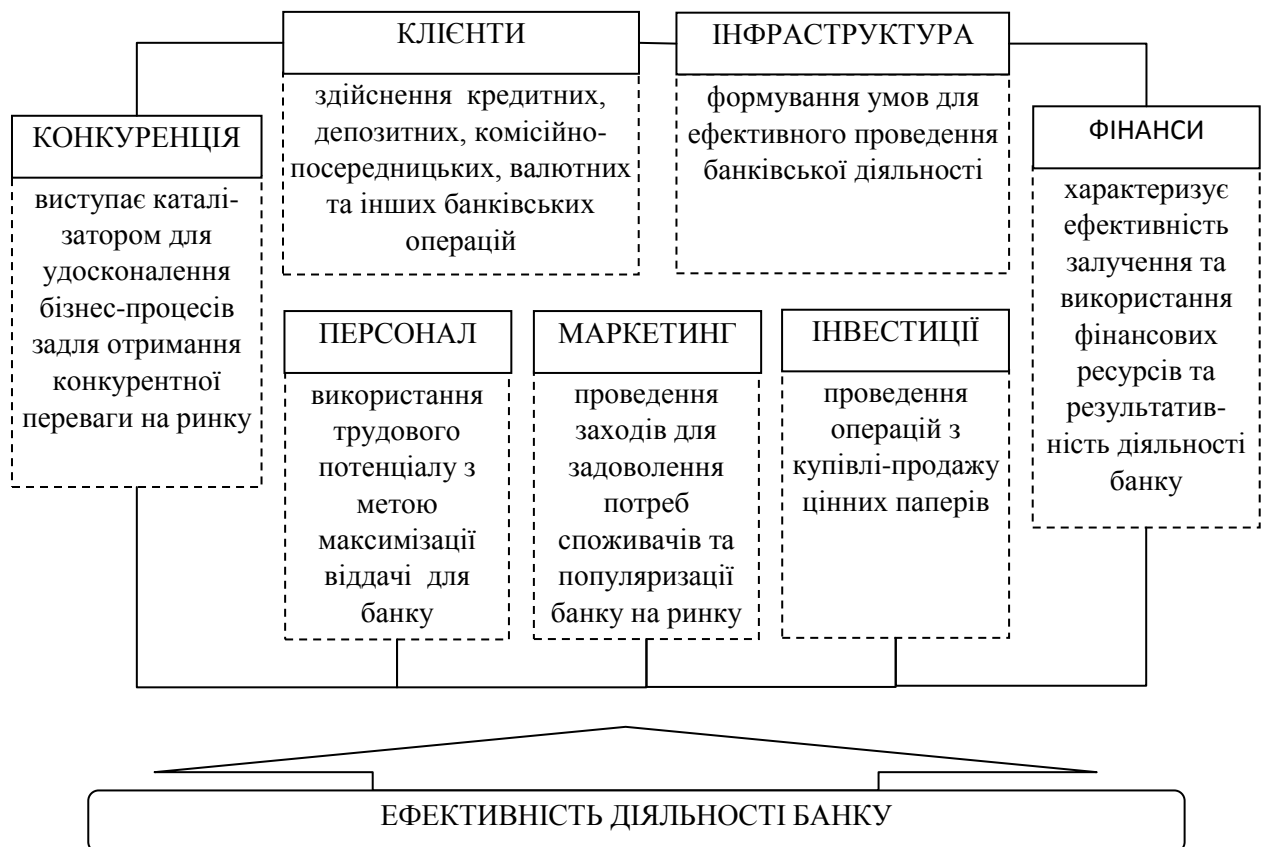 КЛІЄНТИ
здійснення кредитних,
депозитних, комісійно-
посередницьких, валютних
та інших банківських
операцій
ІНФРАСТРУКТУРА
формування умов для
ефективного проведення
банківської діяльності
КОНКУРЕНЦІЯ
виступає каталі-
затором для
удосконалення
бізнес-процесів
задля отримання
конкурентної
переваги на ринку
ФІНАНСИ
характеризує
ефективність
залучення та
використання
фінансових
ресурсів та
результатив-
ність діяльності
банку
ПЕРСОНАЛ
використання
трудового
потенціалу з
метою
максимізації
віддачі для
банку
МАРКЕТИНГ
проведення
заходів для
задоволення
потреб
споживачів та
популяризації
банку на ринку
ІНВЕСТИЦІЇ
проведення
операцій з
купівлі-продажу
цінних паперів
ЕФЕКТИВНІСТЬ ДІЯЛЬНОСТІ БАНКУ